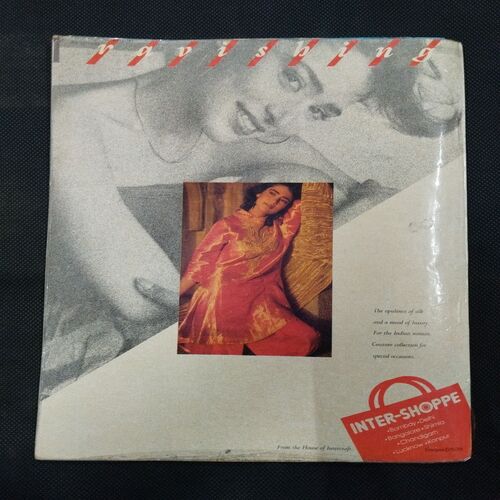 ravishing
The opulence of silk
and a mood of luxury
For the Indian woman.
Couture collection for
special occasions.
INTER-SHOPPE
•Bombay •Delhi
•Bangalore •Shimla
•Chandigarh
•Lucknow •Kanpur
From the House of Intercraft.